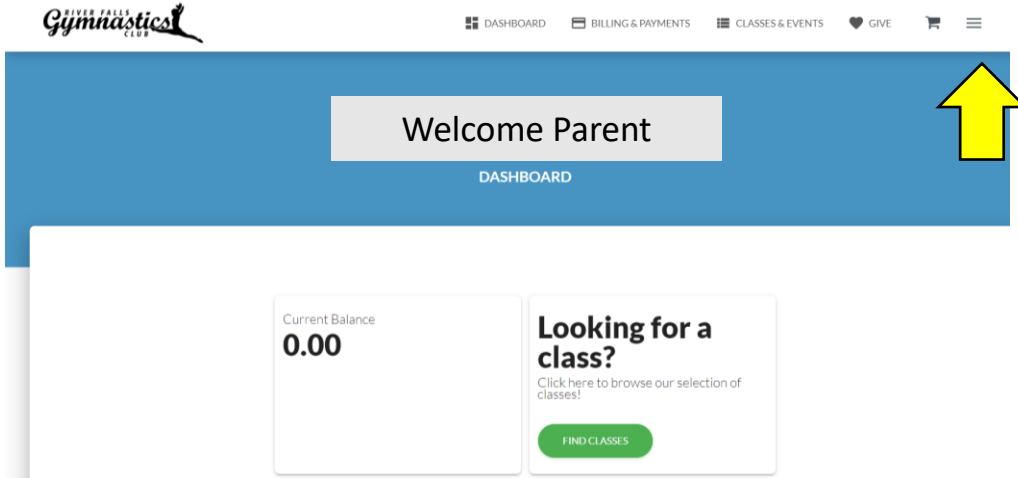 RIVER FALLS
Gymnastics
CLUB
DASHBOARD BILLING & PAYMENTS CLASSES & EVENTS GIVE
Welcome Parent
DASHBOARD
Current Balance
0.00
Looking for a
class?
Click here to browse our selection of
classes!
FIND CLASSES